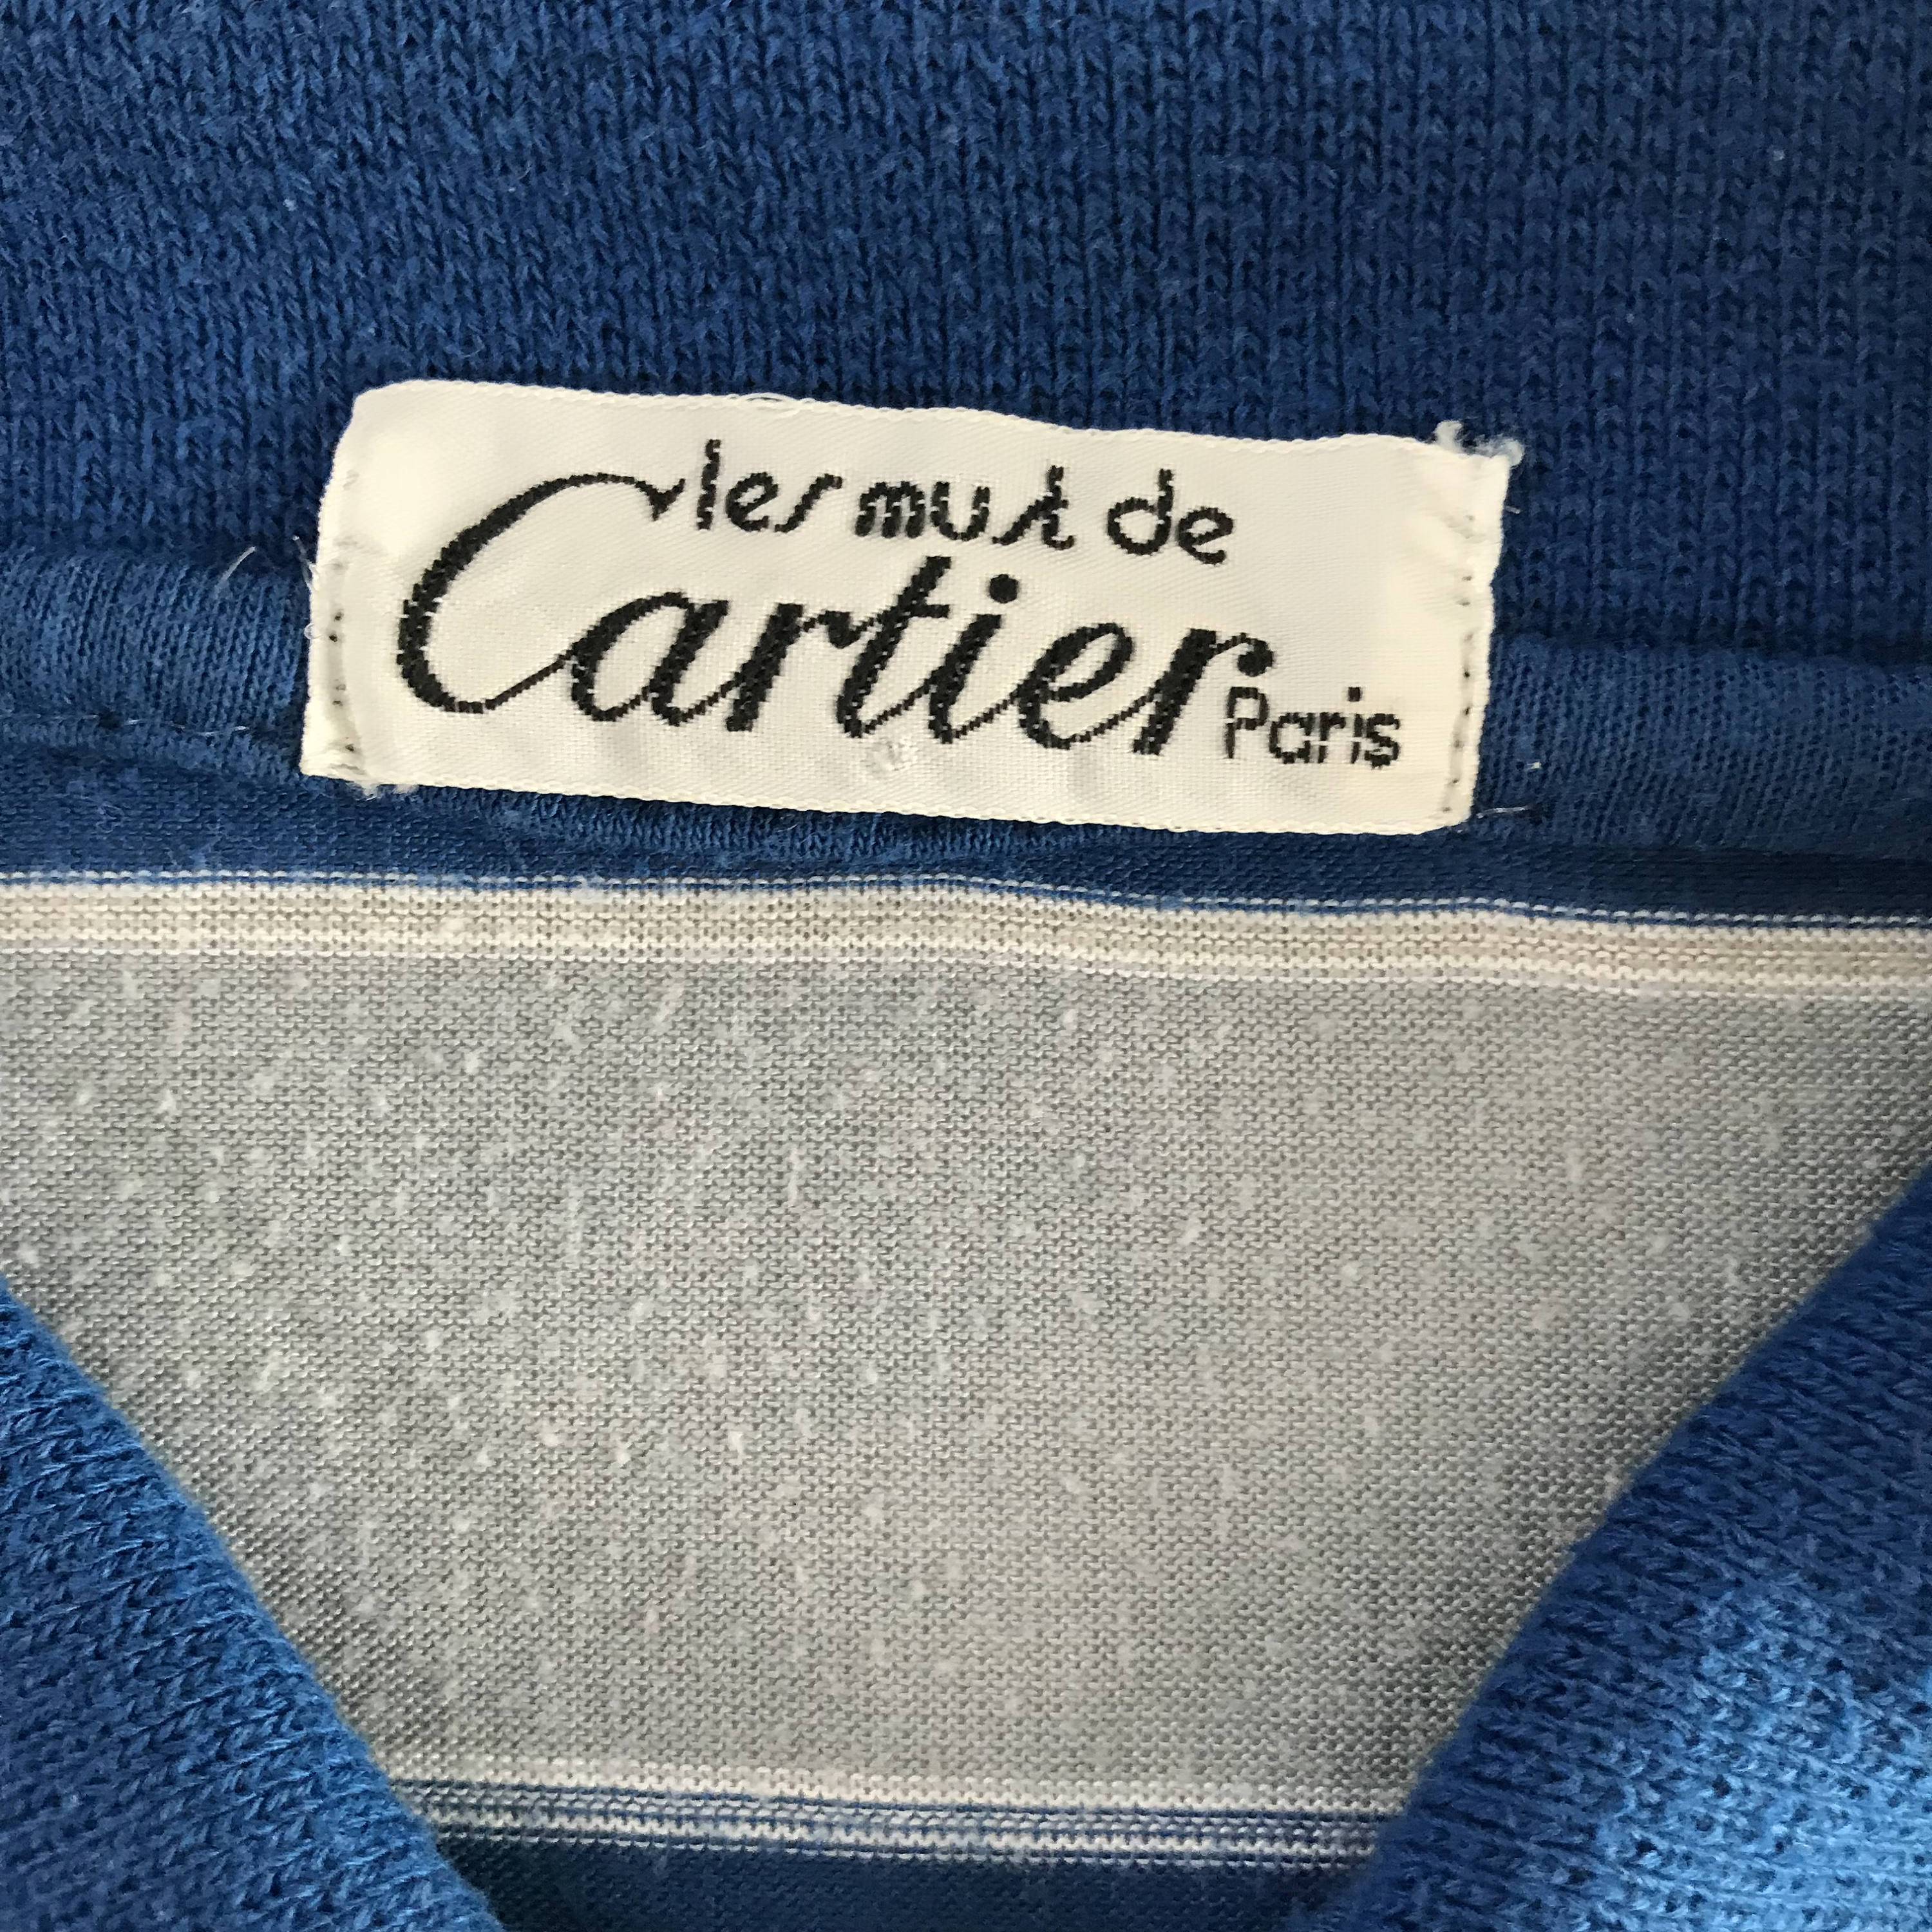 les must de
Cartier
Paris